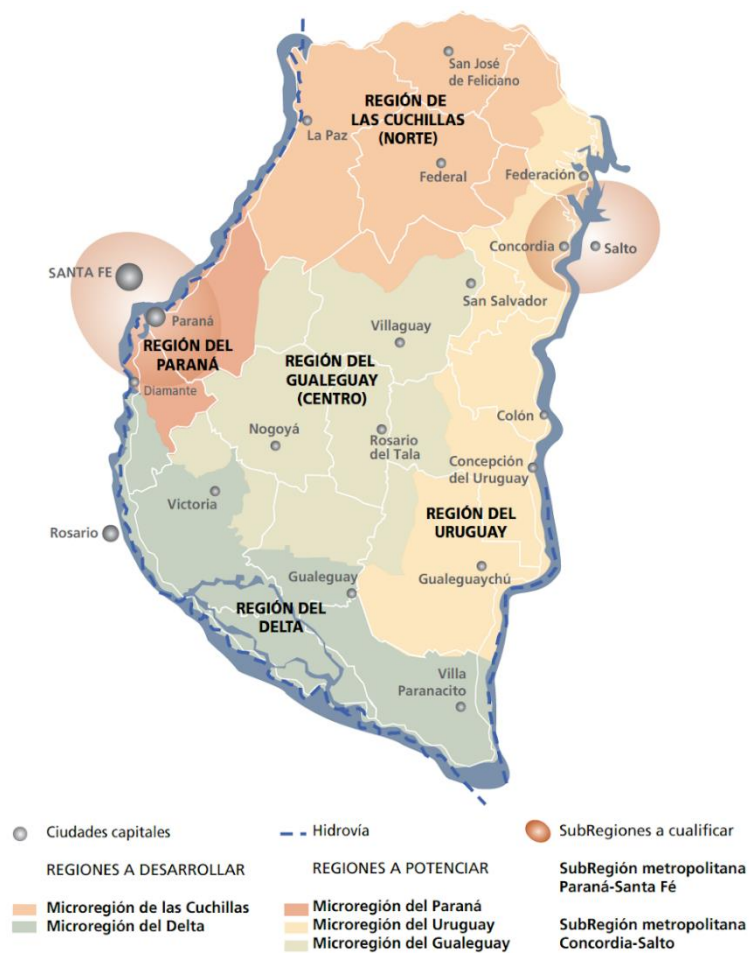 San José
de Feliciano
REGIÓN DE
LAS CUCHILLAS
(NORTE)
La Paz
Federal
Federación
SANTA FE
Concordia
Salto
San Salvador
Paraná
Villaguay
REGIÓN DEL
PARANÁ
REGIÓN DEL
GUALEGUAY
(CENTRO)
Diamante
Colón
Nogoyá
Rosario
del Tala
Concepción
del Uruguay
Victoria
REGIÓN DEL
URUGUAY
Rosario
Gualeguay
Gualeguaychú
REGIÓN DEL
DELTA
Villa
Paranacito
Ciudades capitales
Hidrovía
SubRegiones a cualificar
REGIONES A DESARROLLAR
REGIONES A POTENCIAR
SubRegión metropolitana
Paraná-Santa Fé
Microregión de las Cuchillas
Microregión del Delta
Microregión del Paraná
Microregión del Uruguay
Microregión del Gualeguay
SubRegión metropolitana
Concordia-Salto